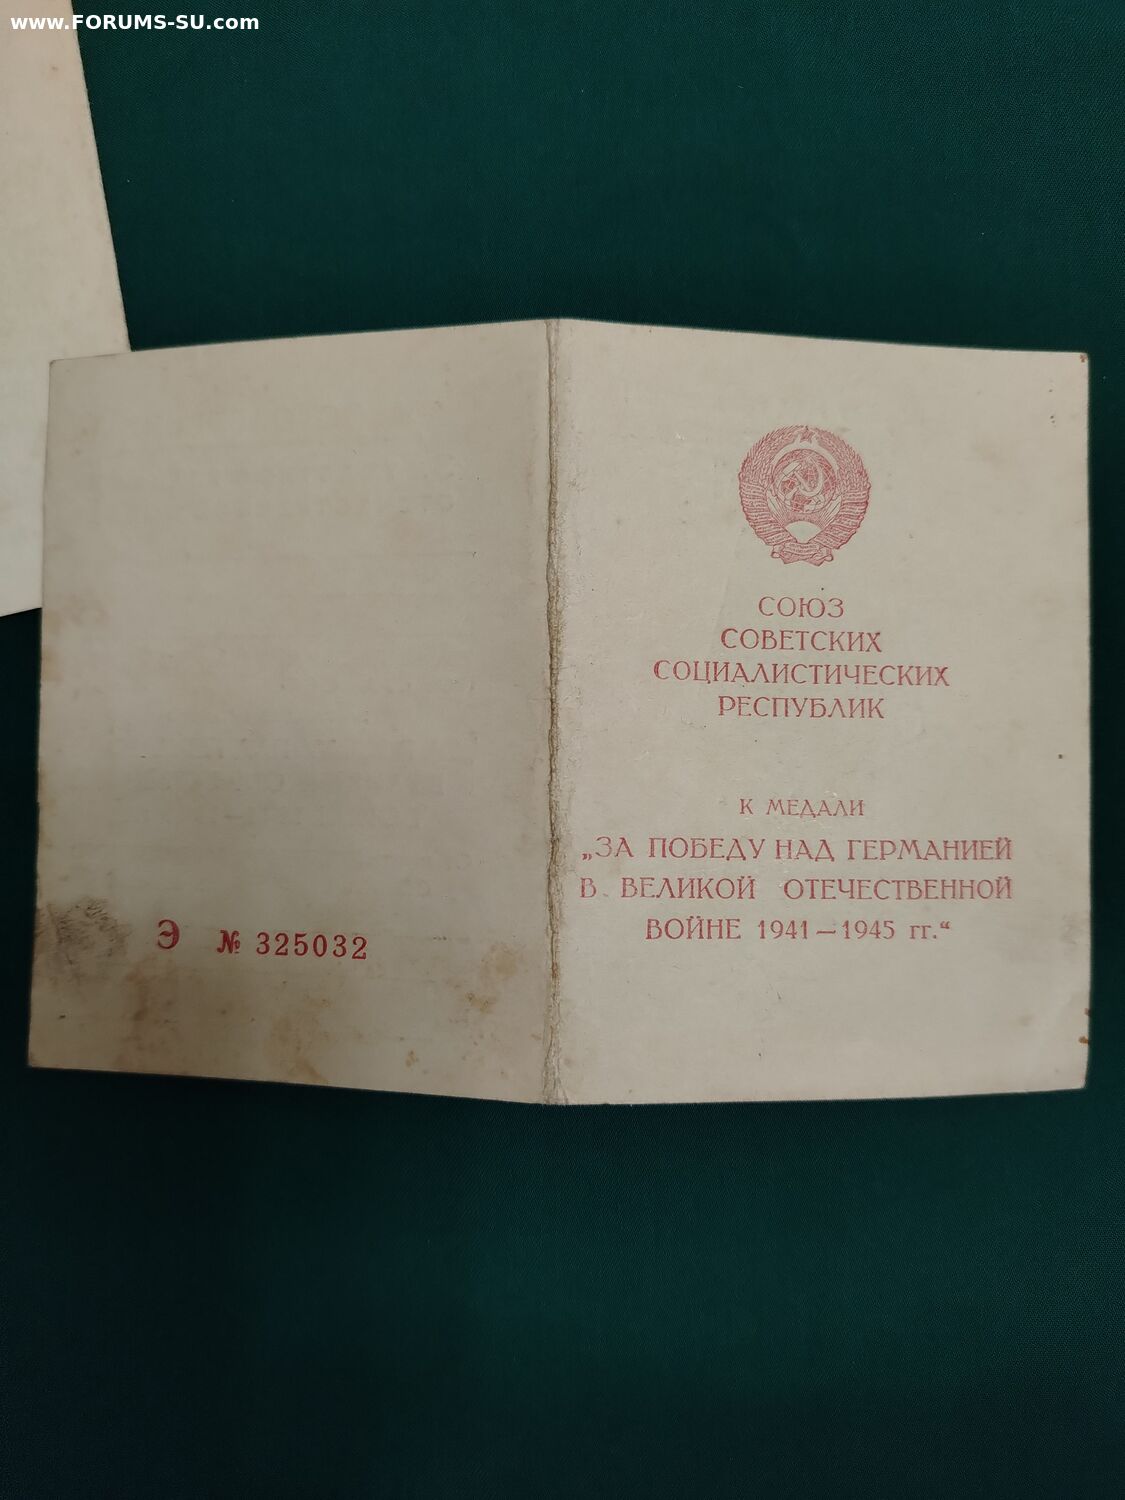 www.FORUMS-SU.com
СОЮЗ
СОВЕТСКИХ
СОЦИАЛИСТИЧЕСКИХ
РЕСПУБЛИК
К МЕДАЛИ
„ЗА ПОБЕДУ НАД ГЕРМАНИЕЙ
В ВЕЛИКОЙ ОТЕЧЕСТВЕННОЙ
ВОЙНЕ 1941—1945 гг.“
Э № 325032